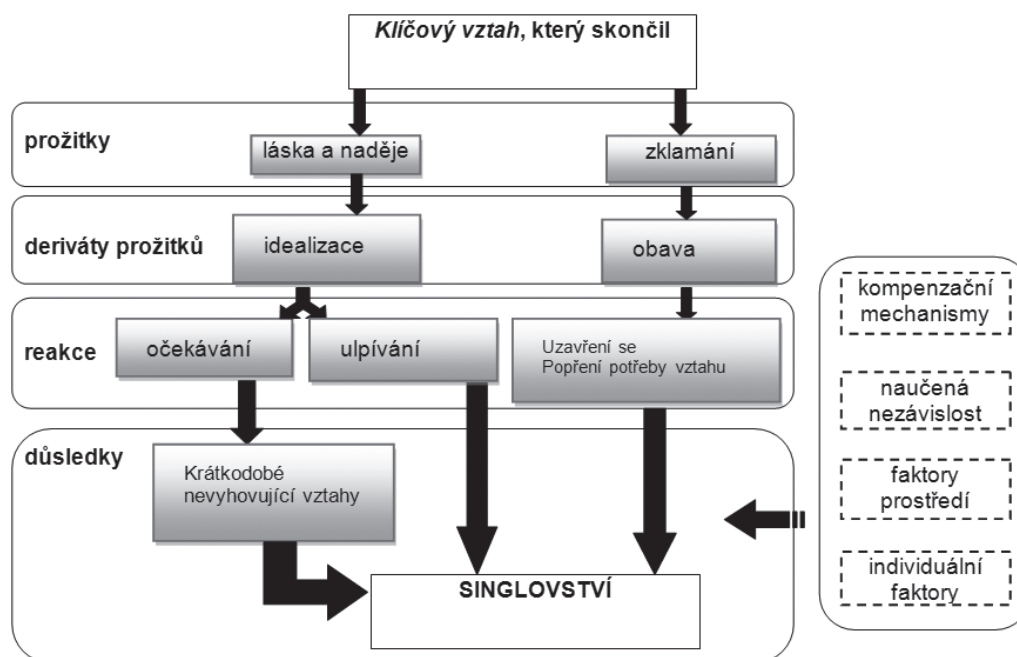 Klíčový vztah, který skončil
prožitky
láska a naděje
zklamání
deriváty prožitků
idealizace
obava
reakce
očekávání
ulpívání
Uzavření se
Popření potřeby vztahu
důsledky
Krátkodobé
nevyhovující vztahy
SINGLOVSTVÍ
kompenzační
mechanismy
naučená
nezávislost
faktory
prostředí
individuální
faktory